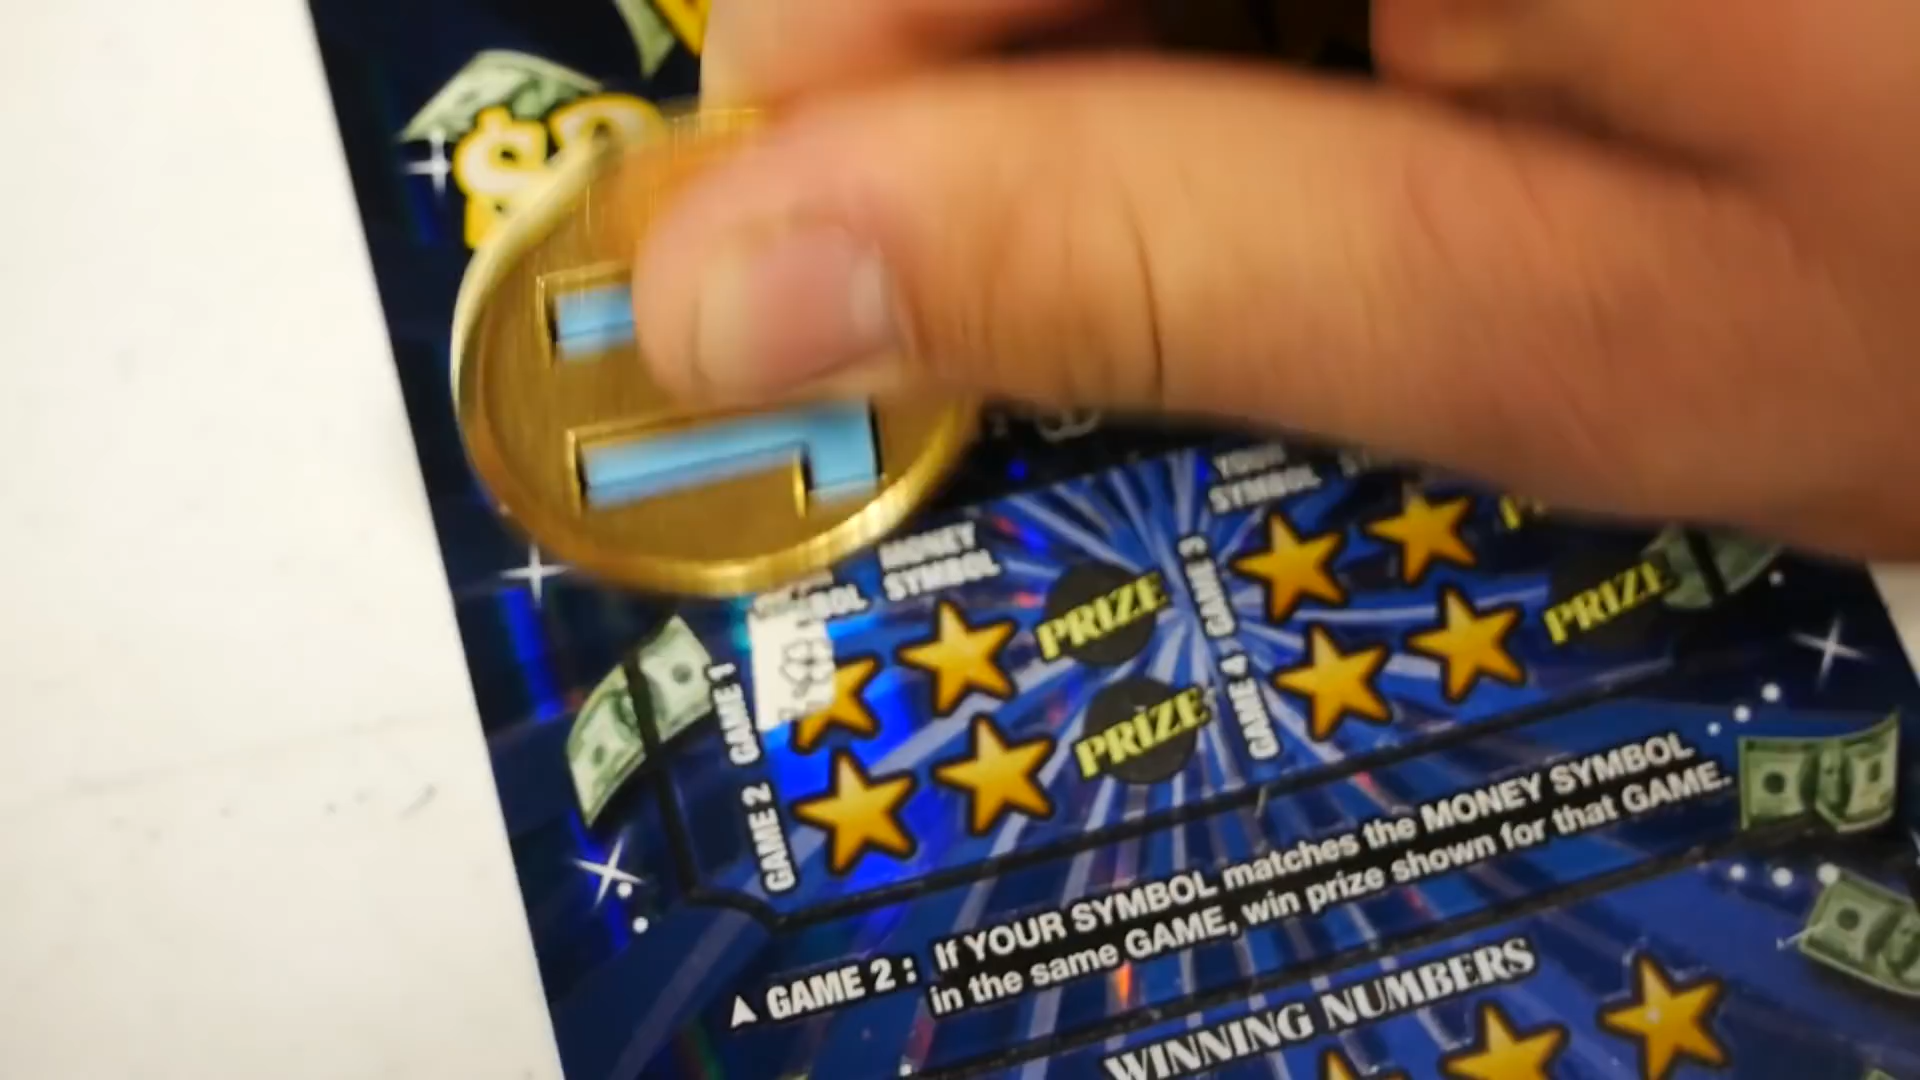 YOUR
SYMBOL
MONEY
SYMBOL
GAME 1
PRIZE
GAME 2
PRIZE
GAME 3
GAME 4
PRIZE
▲ GAME 2 : If YOUR SYMBOL matches the MONEY SYMBOL
in the same GAME, win prize shown for that GAME.
WINNING NUMBERS